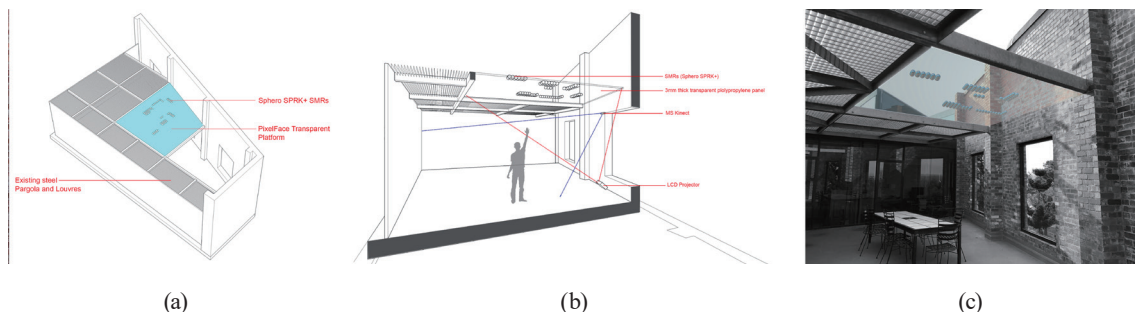 Sphero SPRK+ SMRs
PixelFace Transparent
Platform
Existing steel
Pargola and Louvres
SMRs (Sphero SPRK+)
3mm thick transparent plolypropylene panel
MS Kinect
LCD Projector
(a)
(b)
(c)